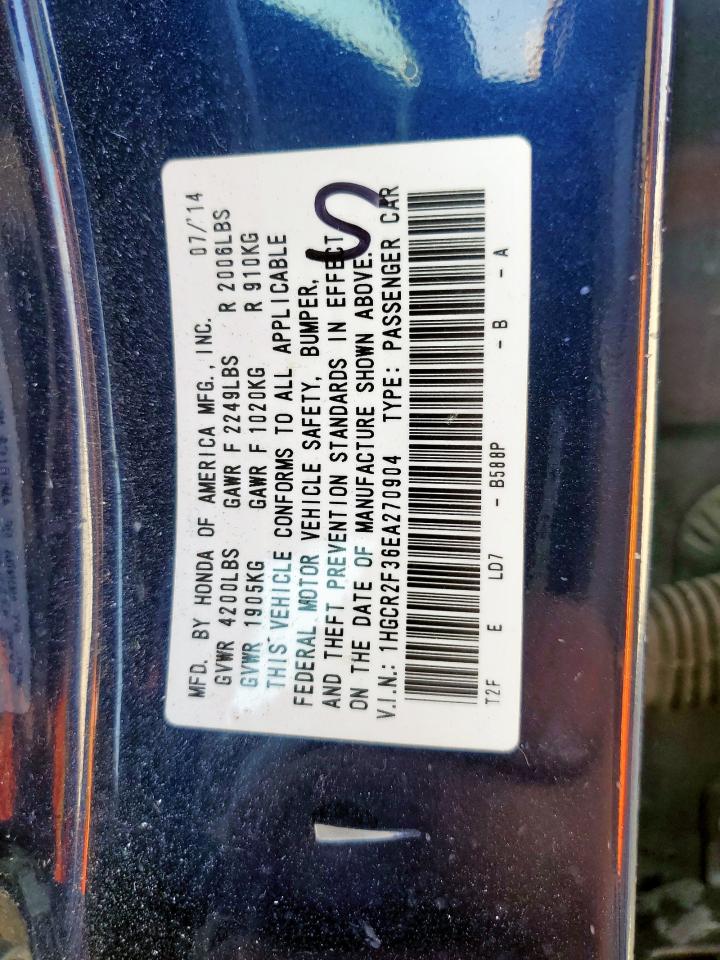 MFD. BY HONDA OF AMERICA MFG., INC. 07/'14
GVWR 4200LBS GAWR F 2249LBS R 2006LBS
GVWR 1905KG GAWR F 1020KG R 910KG
THIS VEHICLE CONFORMS TO ALL APPLICABLE
FEDERAL MOTOR VEHICLE SAFETY, BUMPER,
AND THEFT PREVENTION STANDARDS IN EFFECT
ON THE DATE OF MANUFACTURE SHOWN ABOVE.
V.I.N.: 1HGCR2F36EA270904 TYPE: PASSENGER CAR
T2F E LD7 - B588P - B - A
S